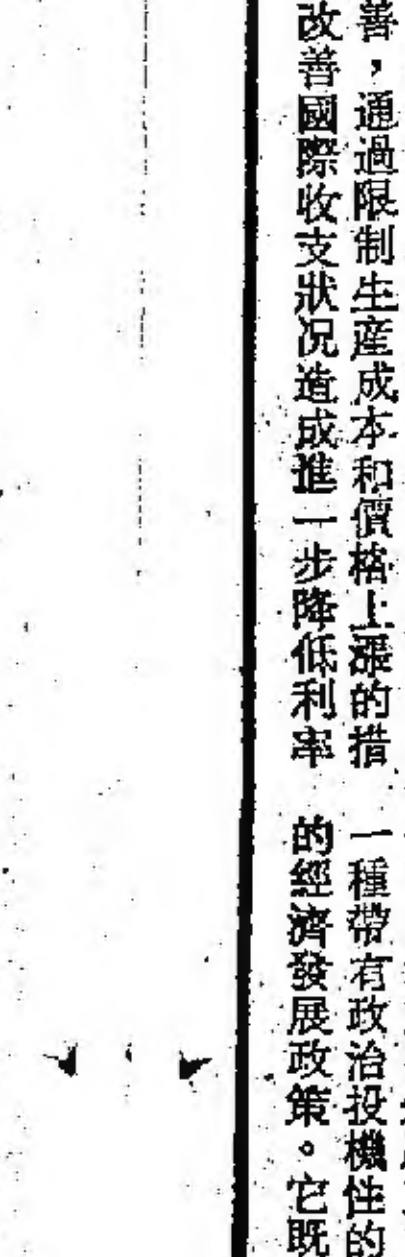 善，通過限制生産成本和價格上漲的措
改善國際收支狀况造成進一步降低利率
一種帶有政治投機性的
的經濟發展政策。它既